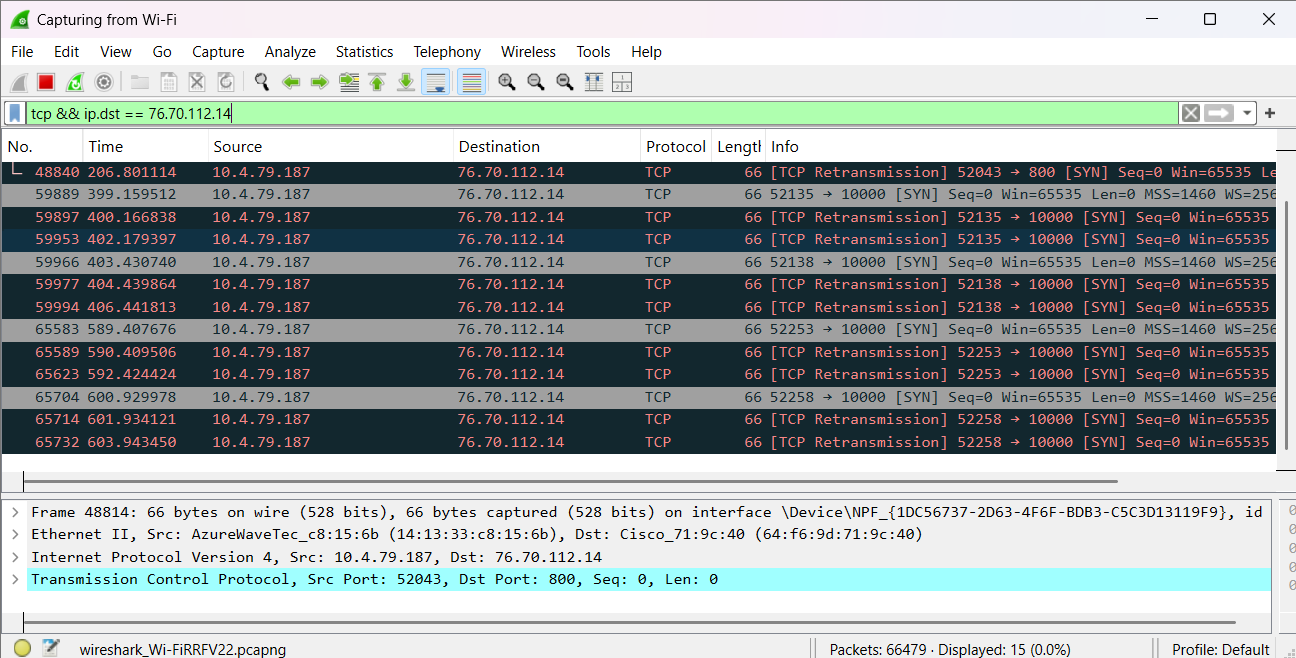 Capturing from Wi-Fi
File Edit View Go Capture Analyze Statistics Telephony Wireless Tools Help
tcp && ip.dst == 76.70.112.14
No. Time Source Destination Protocol Length Info
48840 206.801114 10.4.79.187 76.70.112.14 TCP 66 [TCP Retransmission] 52043 → 800 [SYN] Seq=0 Win=65535 Le
59889 399.159512 10.4.79.187 76.70.112.14 TCP 66 52135 → 10000 [SYN] Seq=0 Win=65535 Len=0 MSS=1460 WS=256
59897 400.166838 10.4.79.187 76.70.112.14 TCP 66 [TCP Retransmission] 52135 → 10000 [SYN] Seq=0 Win=65535
59953 402.179397 10.4.79.187 76.70.112.14 TCP 66 [TCP Retransmission] 52135 → 10000 [SYN] Seq=0 Win=65535
59966 403.430740 10.4.79.187 76.70.112.14 TCP 66 52138 → 10000 [SYN] Seq=0 Win=65535 Len=0 MSS=1460 WS=256
59977 404.439864 10.4.79.187 76.70.112.14 TCP 66 [TCP Retransmission] 52138 → 10000 [SYN] Seq=0 Win=65535
59994 406.441813 10.4.79.187 76.70.112.14 TCP 66 [TCP Retransmission] 52138 → 10000 [SYN] Seq=0 Win=65535
65583 589.407676 10.4.79.187 76.70.112.14 TCP 66 52253 → 10000 [SYN] Seq=0 Win=65535 Len=0 MSS=1460 WS=256
65589 590.409506 10.4.79.187 76.70.112.14 TCP 66 [TCP Retransmission] 52253 → 10000 [SYN] Seq=0 Win=65535
65623 592.424424 10.4.79.187 76.70.112.14 TCP 66 [TCP Retransmission] 52253 → 10000 [SYN] Seq=0 Win=65535
65704 600.929978 10.4.79.187 76.70.112.14 TCP 66 52258 → 10000 [SYN] Seq=0 Win=65535 Len=0 MSS=1460 WS=256
65714 601.934121 10.4.79.187 76.70.112.14 TCP 66 [TCP Retransmission] 52258 → 10000 [SYN] Seq=0 Win=65535
65732 603.943450 10.4.79.187 76.70.112.14 TCP 66 [TCP Retransmission] 52258 → 10000 [SYN] Seq=0 Win=65535
Frame 48814: 66 bytes on wire (528 bits), 66 bytes captured (528 bits) on interface \Device\NPF_{1DC56737-2D63-4F6F-BDB3-C5C3D13119F9}, id
Ethernet II, Src: AzureWaveTec_c8:15:6b (14:13:33:c8:15:6b), Dst: Cisco_71:9c:40 (64:f6:9d:71:9c:40)
Internet Protocol Version 4, Src: 10.4.79.187, Dst: 76.70.112.14
Transmission Control Protocol, Src Port: 52043, Dst Port: 800, Seq: 0, Len: 0
wireshark_Wi-FiRRFV22.pcapng Packets: 66479 · Displayed: 15 (0.0%) Profile: Default